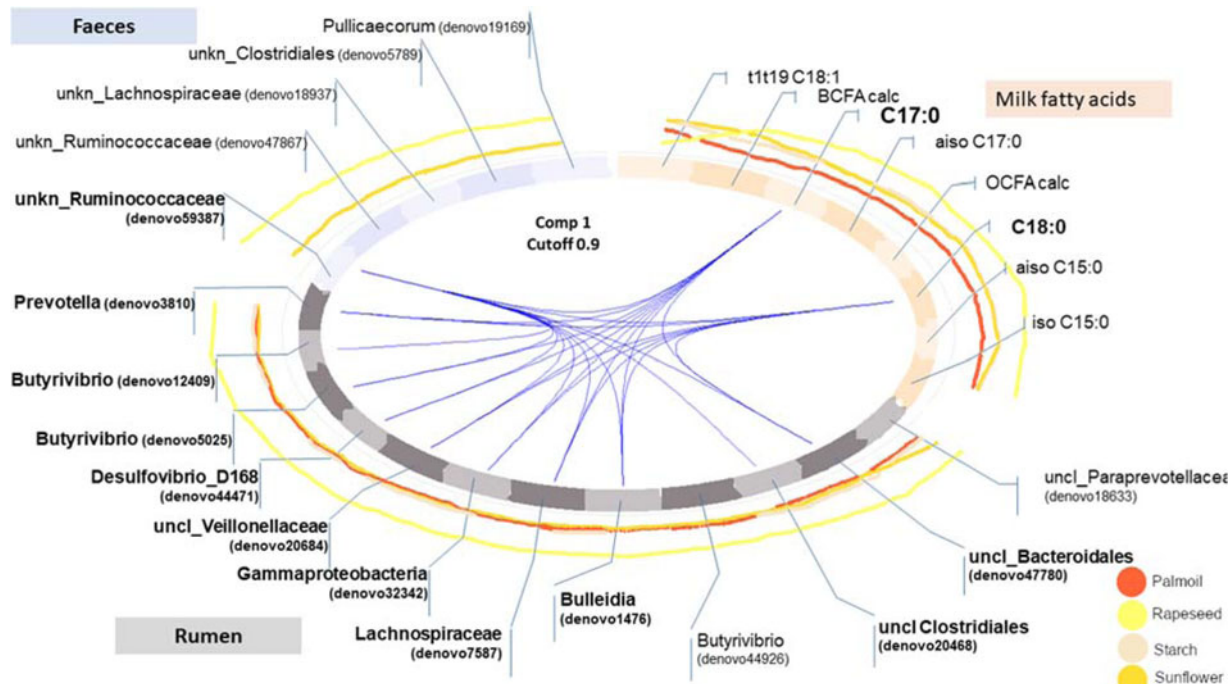 Faeces
Pullicaecorum (denovo19169)
unkn_Clostridiales (denovo5789)
unkn_Lachnospiraceae (denovo18937)
unkn_Ruminococcaceae (denovo47867)
unkn_Ruminococcaceae
(denovo59387)
t1t19 C18:1
BCFA calc
C17:0
Milk fatty acids
aiso C17:0
OCFA calc
C18:0
aiso C15:0
iso C15:0
Comp 1
Cutoff 0.9
Prevotella (denovo3810)
Butyrivibrio (denovo12409)
Butyrivibrio (denovo5025)
Desulfovibrio_D168
(denovo44471)
uncl_Veillonellaceae
(denovo20684)
Gammaproteobacteria
(denovo32342)
Lachnospiraceae
(denovo7587)
Bulleidia
(denovo1476)
Butyrivibrio
(denovo44926)
uncl Clostridiales
(denovo20468)
uncl_Bacteroidales
(denovo47780)
uncl_Paraprevotellacea
(denovo18633)
Rumen
Palmoil
Rapeseed
Starch
Sunflower